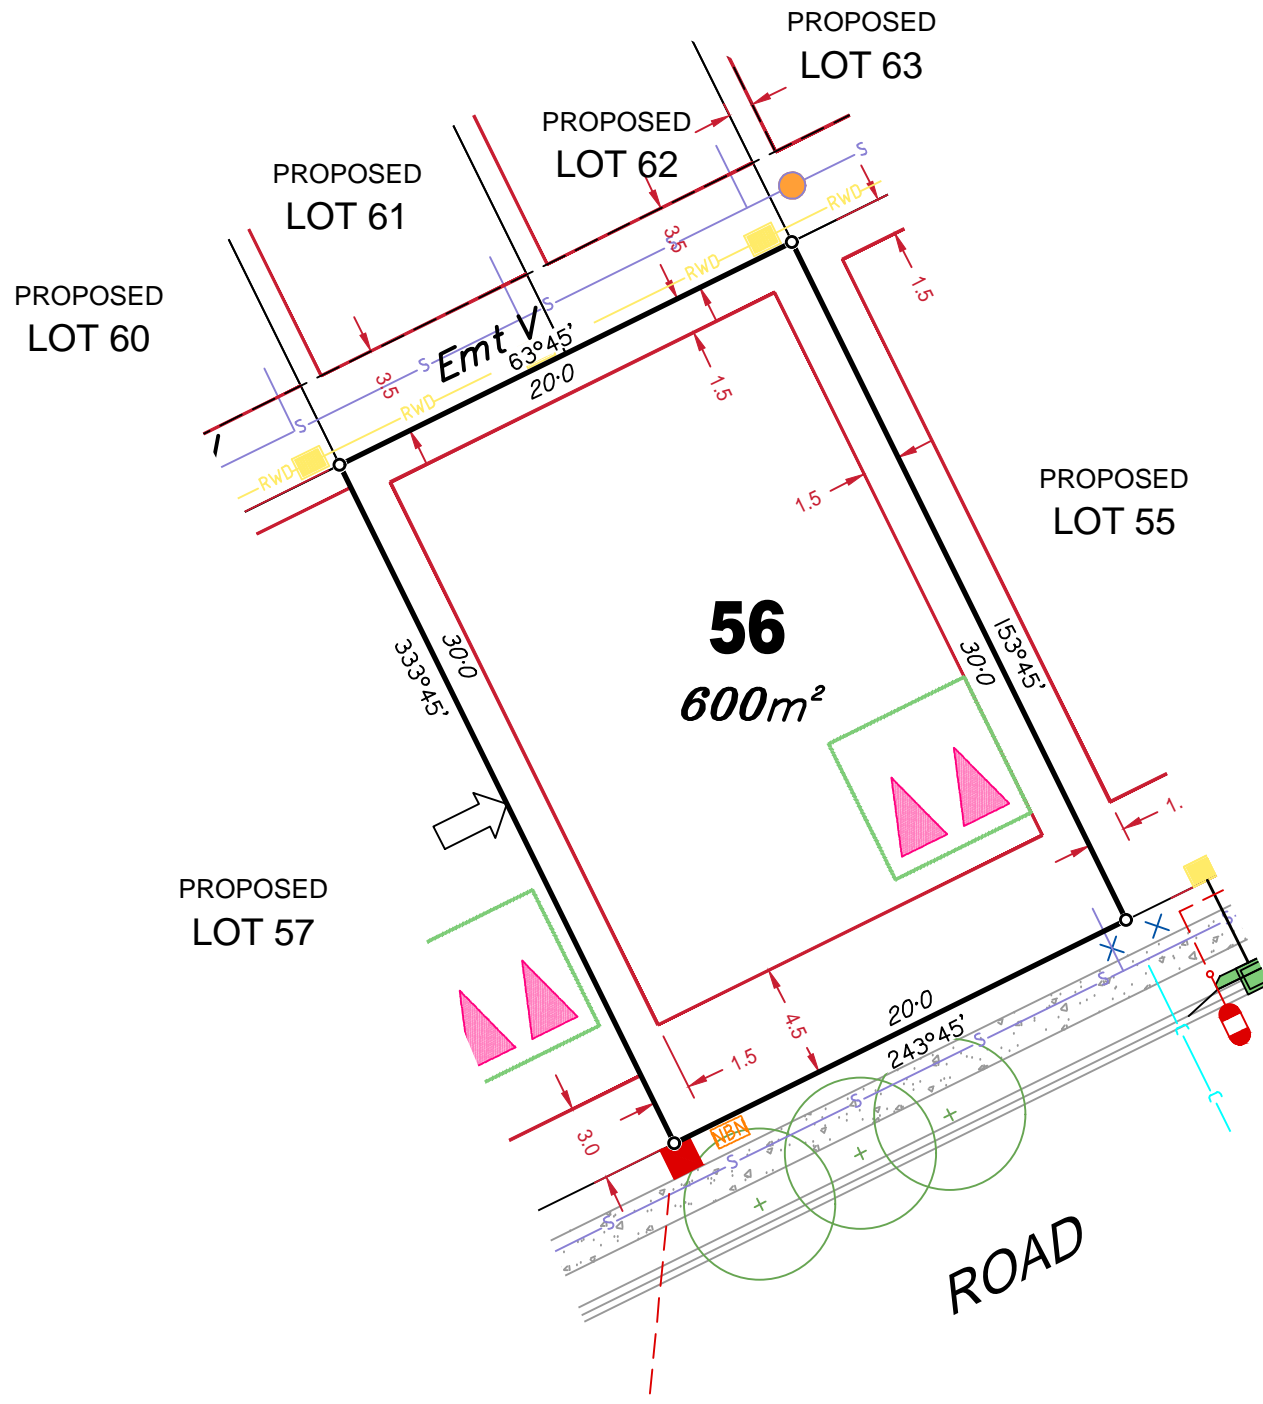 PROPOSED
LOT 63
PROPOSED
LOT 62
PROPOSED
LOT 61
PROPOSED
LOT 60
S
RWD
3.5
S
RWD
S
Emt V
63°45'
20·0
1.5
1.5
S
3.5
RWD
S
RWD
1.5
PROPOSED
LOT 55
56
600m²
30·0
333°45'
30·0
153°45'
1.
PROPOSED
LOT 57
S
S
20·0
243°45'
4.5
1.5
S
S
3.0
NBN
S
S
ROAD